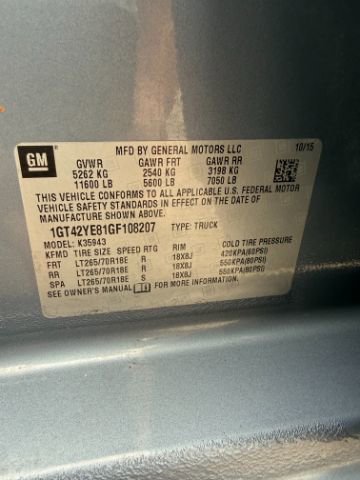 GM
MFD BY GENERAL MOTORS LLC 10/15
GVWR GAWR FRT GAWR RR
5262 KG 2540 KG 3198 KG
11600 LB 5600 LB 7050 LB
THIS VEHICLE CONFORMS TO ALL APPLICABLE U.S. FEDERAL MOTOR
VEHICLE SAFETY STANDARDS IN EFFECT ON THE DATE OF
MANUFACTURE SHOWN ABOVE.
1GT42YE81GF108207 TYPE: TRUCK
MODEL: K35943
KFMD TIRE SIZE SPEED RIM COLD TIRE PRESSURE
FRT LT265/70R18E R 18X8J 420KPA(60PSI)
RR LT265/70R18E R 18X8J 550KPA(80PSI)
SPA LT265/70R18E S 18X8J 550KPA(80PSI)
SEE OWNER'S MANUAL FOR MORE INFORMATION.